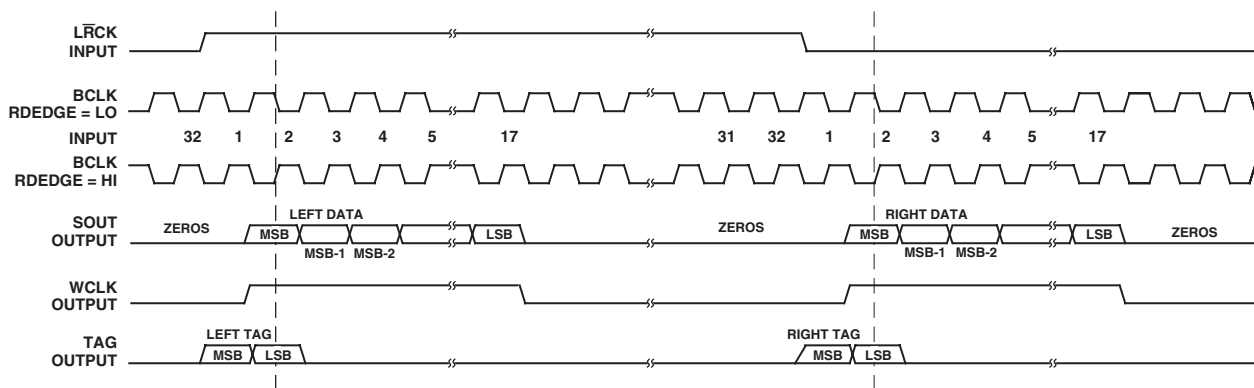 LR̅CK
INPUT
BCLK
RDEDGE = LO
INPUT 32 1 2 3 4 5 17 31 32 1 2 3 4 5 17
BCLK
RDEDGE = HI
LEFT DATA RIGHT DATA
SOUT
OUTPUT ZEROS MSB LSB ZEROS MSB LSB ZEROS
MSB-1 MSB-2 MSB-1 MSB-2
WCLK
OUTPUT
LEFT TAG RIGHT TAG
TAG
OUTPUT MSB LSB MSB LSB